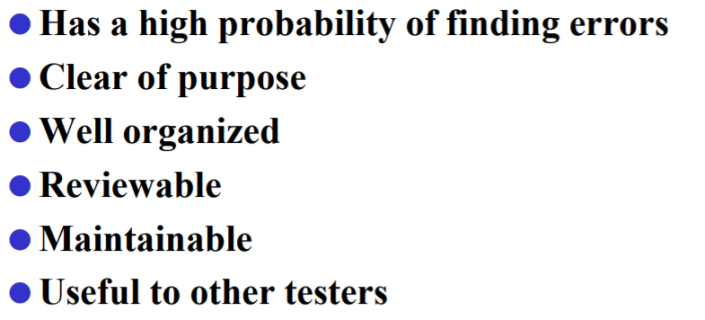 Has a high probability of finding errors
Clear of purpose
Well organized
Reviewable
Maintainable
Useful to other testers